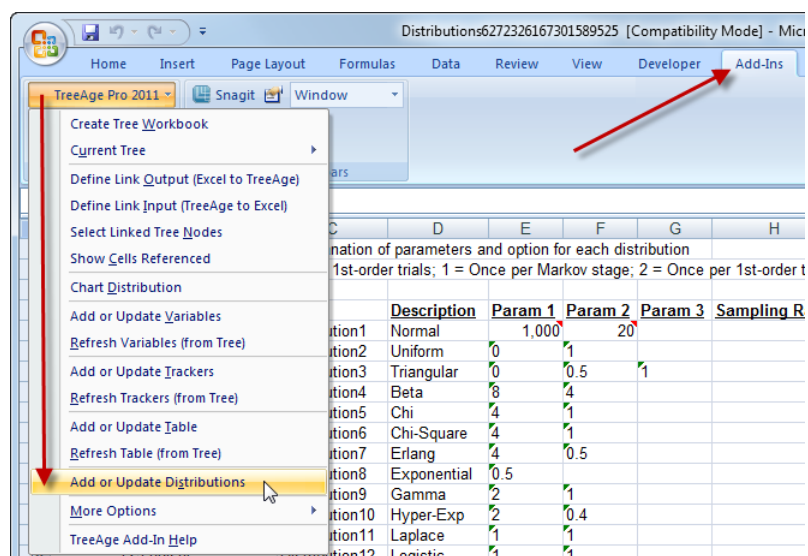 Distributions6272326167301589525 [Compatibility Mode] - Mic
Home Insert Page Layout Formulas Data Review View Developer Add-Ins
TreeAge Pro 2011 Snagit Window
Create Tree Workbook
Current Tree
Define Link Output (Excel to TreeAge)
ars
Define Link Input (TreeAge to Excel)
Select Linked Tree Nodes
C D E F G H
Show Cells Referenced
nation of parameters and option for each distribution
1st-order trials; 1 = Once per Markov stage; 2 = Once per 1st-order t
Chart Distribution
Description Param 1 Param 2 Param 3 Sampling Ra
Add or Update Variables
ution1 Normal 1,000 20
Refresh Variables (from Tree)
ution2 Uniform 0 1
Add or Update Trackers
ution3 Triangular 0 0.5 1
Refresh Trackers (from Tree)
ution4 Beta 8 4
Add or Update Table
ution5 Chi 4 1
ution6 Chi-Square 4 1
Refresh Table (from Tree)
ution7 Erlang 4 0.5
Add or Update Distributions
ution8 Exponential 0.5
ution9 Gamma 2 1
More Options
ution10 Hyper-Exp 2 0.4
TreeAge Add-In Help
ution11 Laplace 1 1
ution12 Logistic 1 1